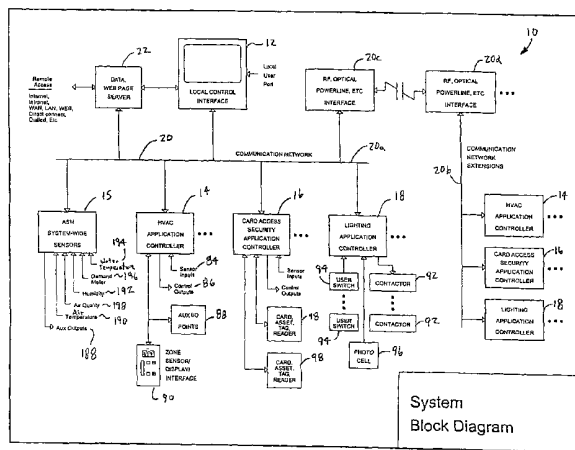 10
22
12
20c
20d
Remote
Access
Internet,
Intranet,
WAN, LAN, WEB,
Direct connect,
Dialled, Etc
DATA,
WEB PAGE
SERVER
LOCAL CONTROL
INTERFACE
Local
User
Port
RF, OPTICAL
POWERLINE, ETC
INTERFACE
RF, OPTICAL
POWERLINE, ETC
INTERFACE
20
COMMUNICATION NETWORK
20a
COMMUNICATION
NETWORK
EXTENSIONS
20b
15
SYSTEM-WIDE
SENSORS
194
Water
Temperature
196
Demand
Meter
192
Humidity
198
Air Quality
190
Air
Temperature
188
Aux Outputs
14
HVAC
APPLICATION
CONTROLLER
84
Sensor
Inputs
86
Control
Outputs
88
AUX I/O
POINTS
ZONE
SENSOR/
DISPLAY/
INTERFACE
90
16
CARD ACCESS
SECURITY
APPLICATION
CONTROLLER
Sensor
Inputs
Control
Outputs
98
CARD,
ASSET,
TAG,
READER
98
CARD,
ASSET,
TAG,
READER
18
LIGHTING
APPLICATION
CONTROLLER
94
USER
SWITCH
92
CONTACTOR
94
USER
SWITCH
CONTACTOR
92
PHOTO
CELL
96
HVAC
APPLICATION
CONTROLLER
14
CARD ACCESS
SECURITY
APPLICATION
CONTROLLER
16
LIGHTING
APPLICATION
CONTROLLER
18
System
Block Diagram